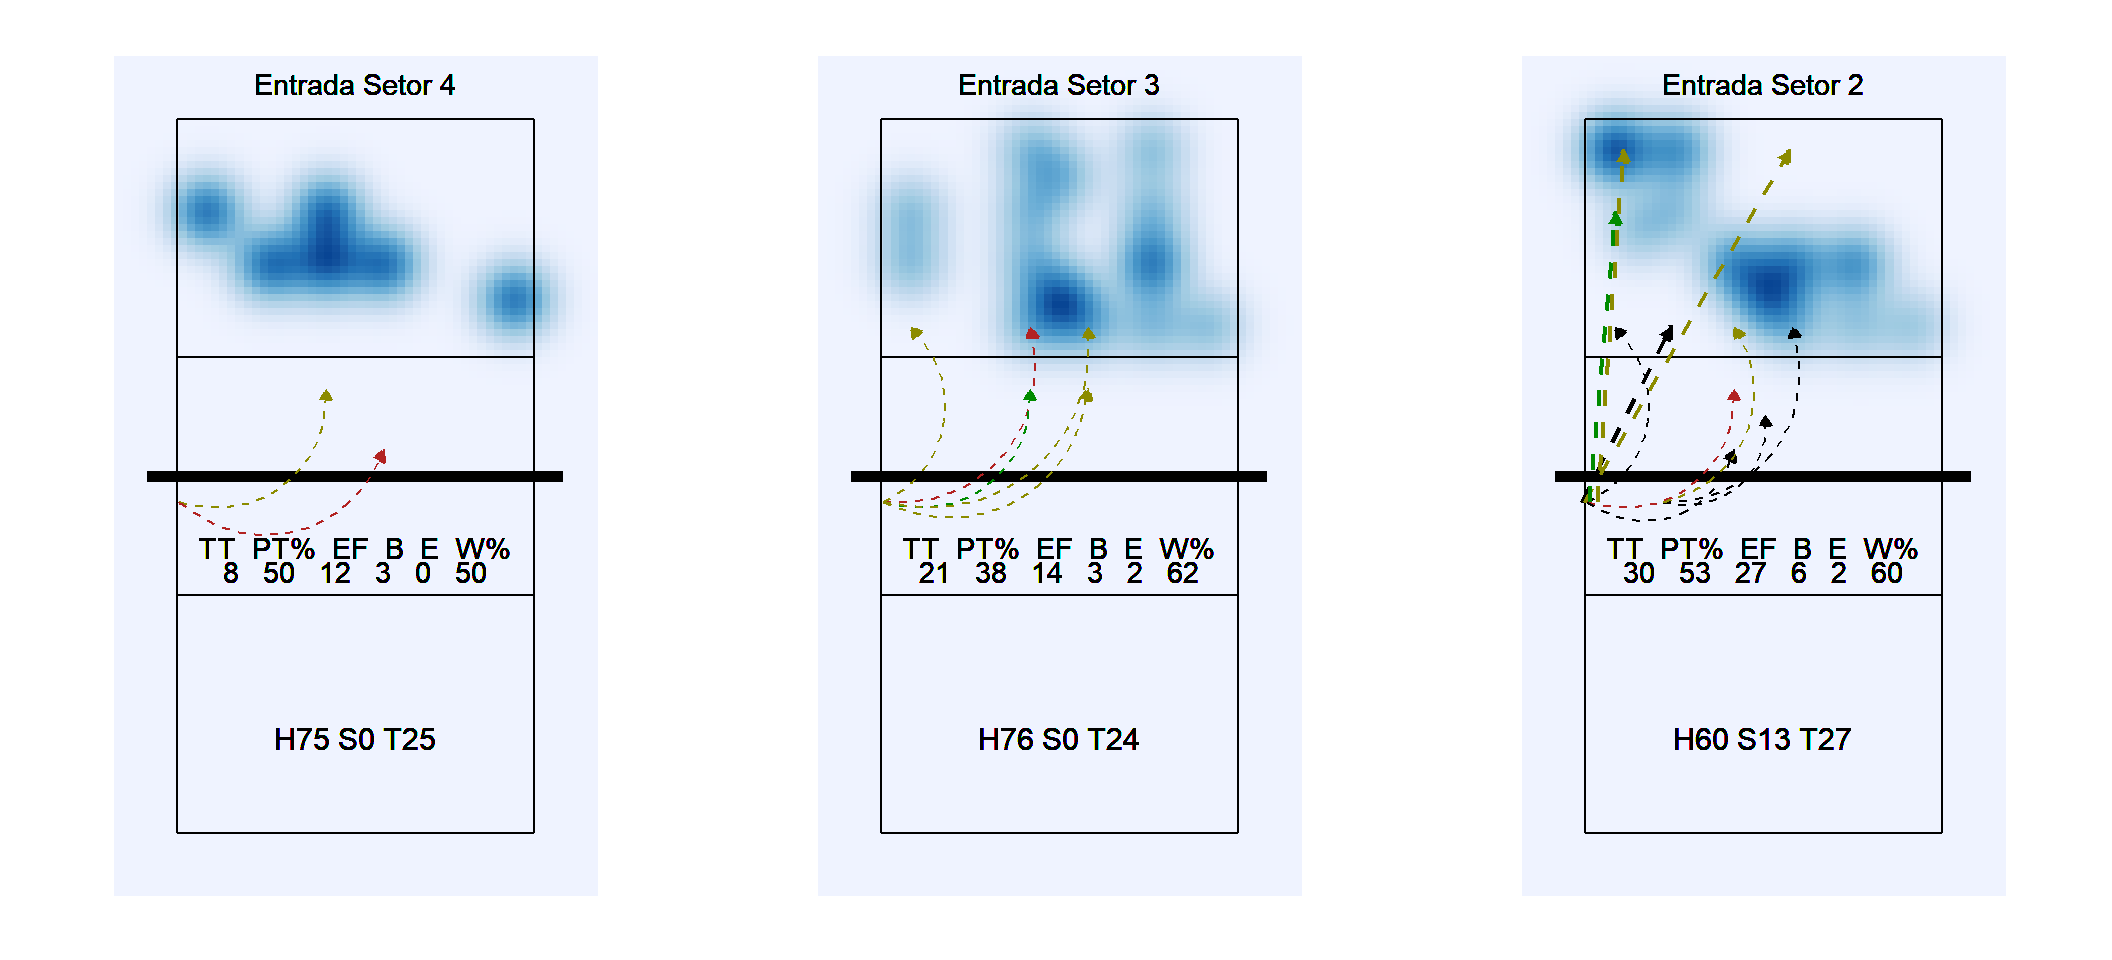 Entrada Setor 4
TT PT% EF B E W%
8 50 12 3 0 50
H75 S0 T25
Entrada Setor 3
TT PT% EF B E W%
21 38 14 3 2 62
H76 S0 T24
Entrada Setor 2
TT PT% EF B E W%
30 53 27 6 2 60
H60 S13 T27